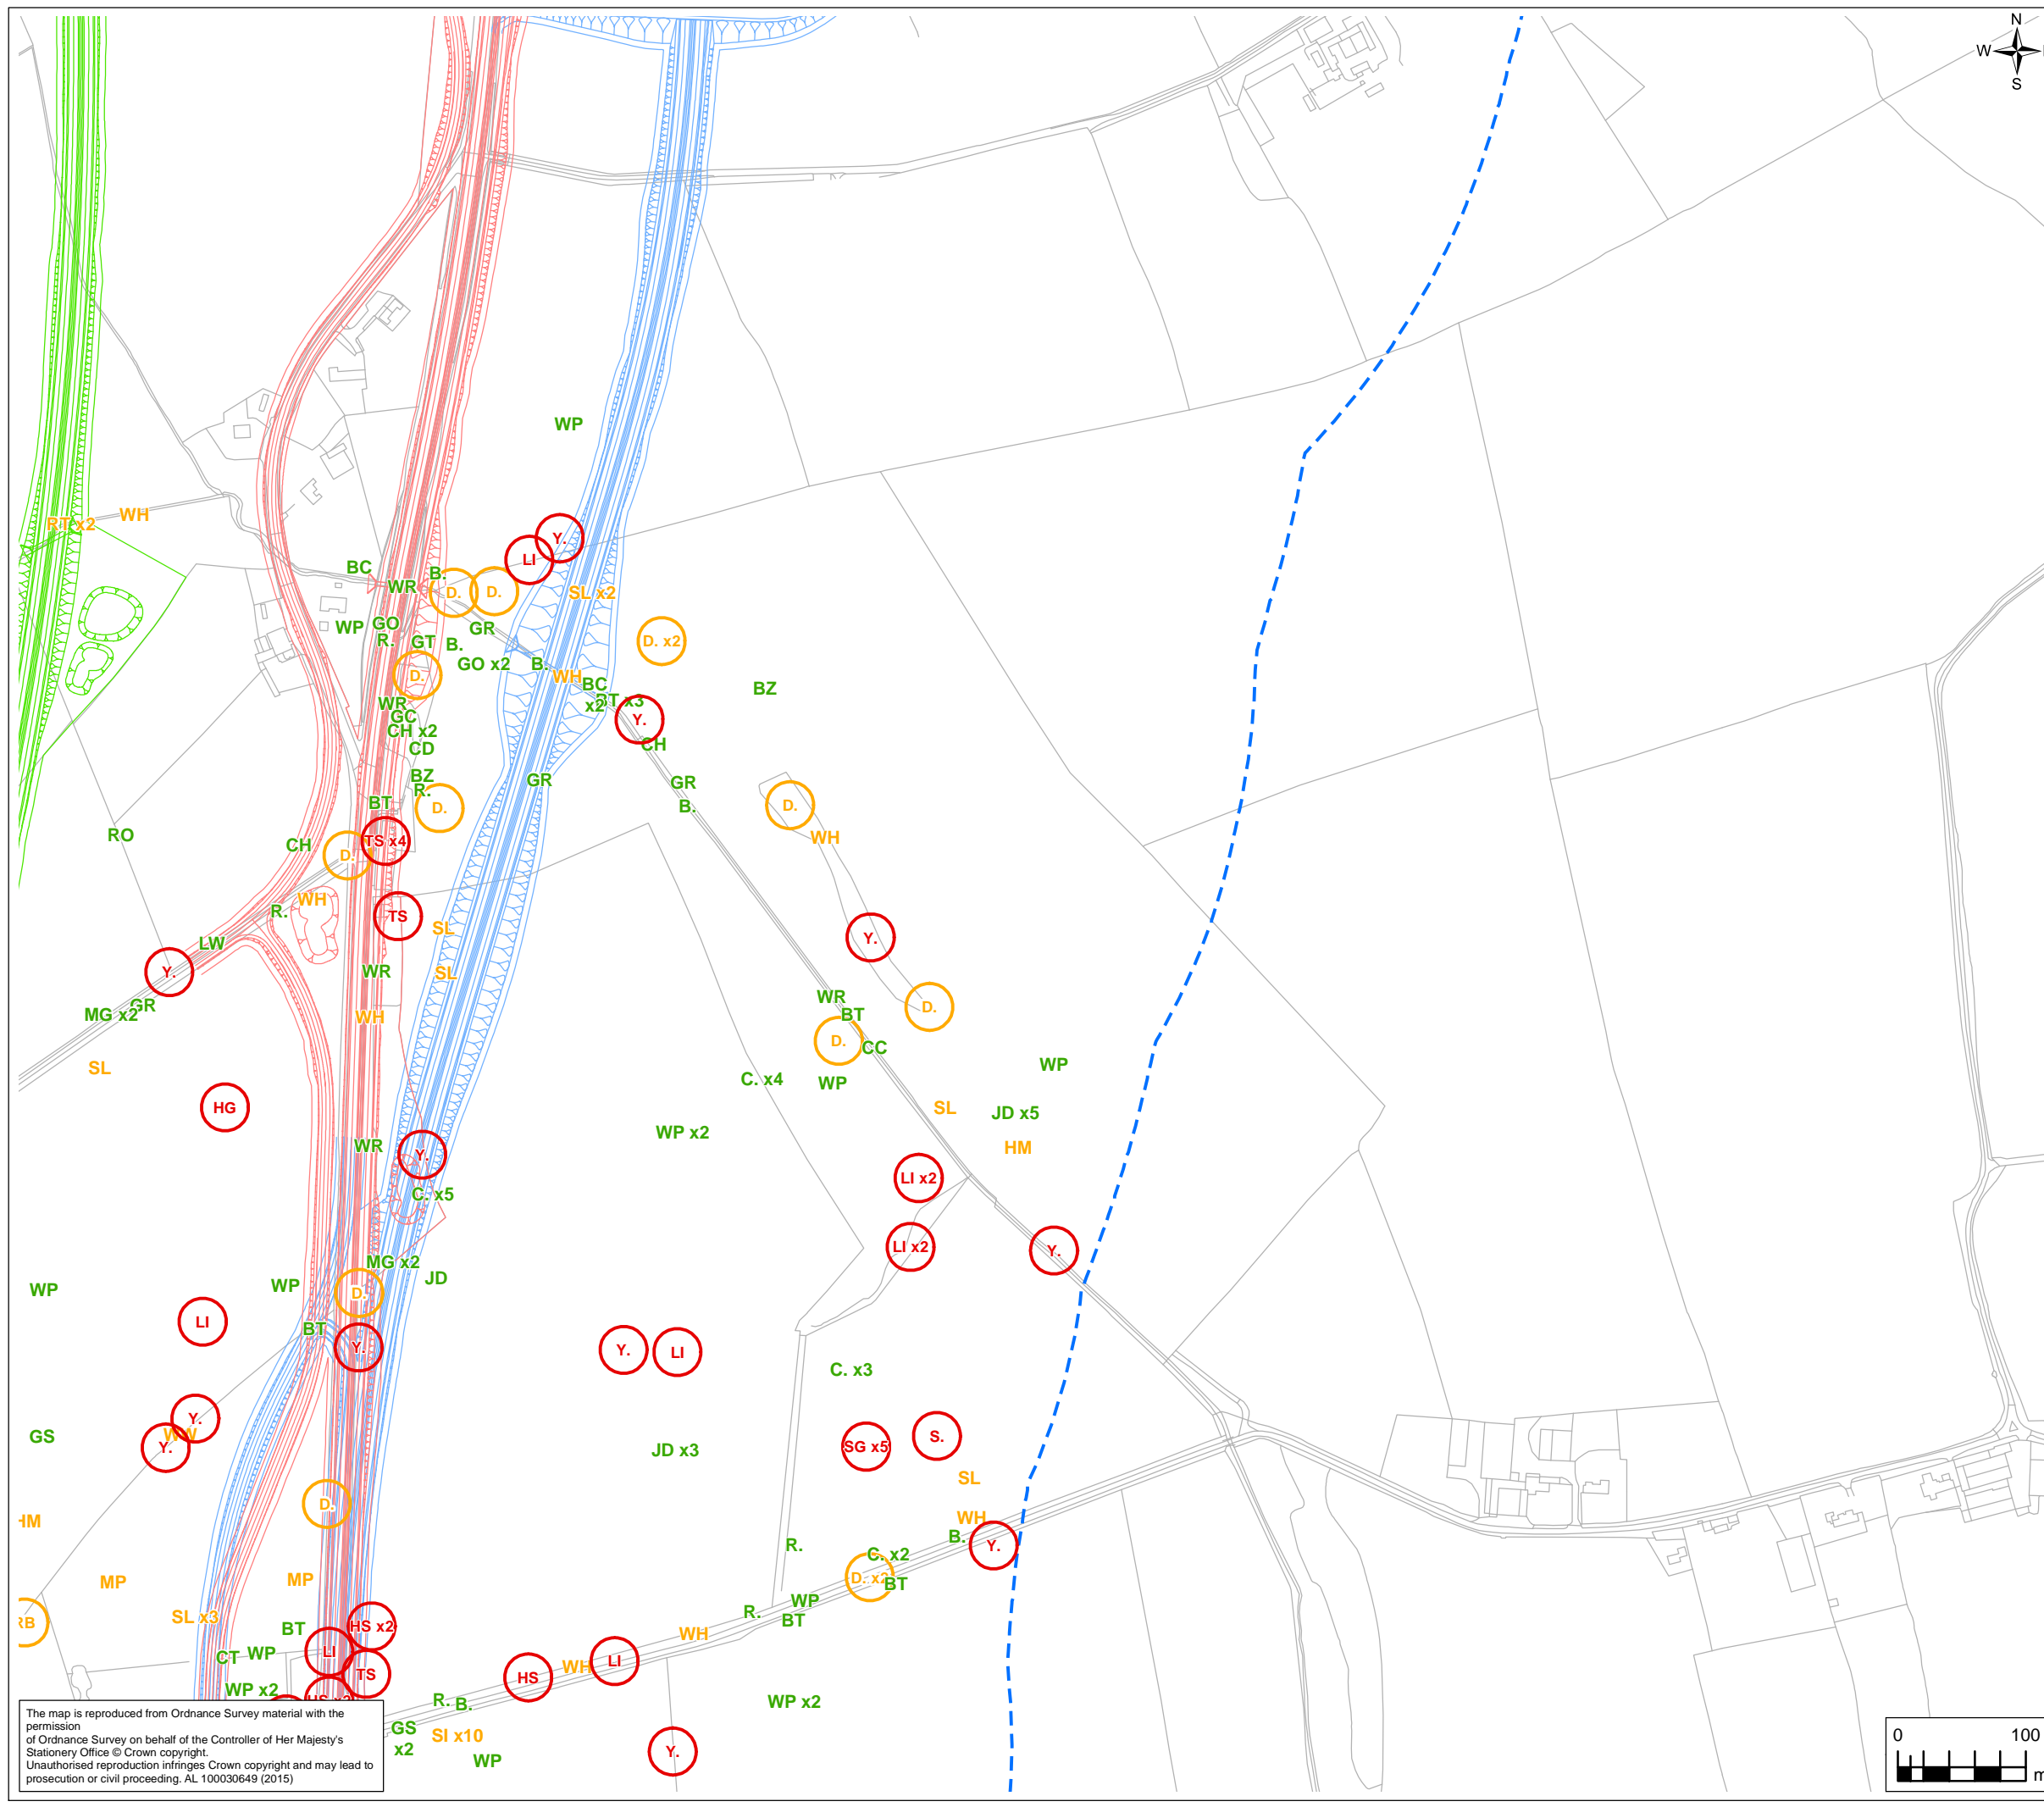 N
W
S
WP
RT x2
WH
Y.
LI
BC
B.
WR
D.
D.
SL x2
WP
GO
GR
R.
GT
B.
D. x2
GO x2
B.
D.
WH
BC
BZ
x2
BT x3
WR
GC
Y.
CH x2
CH
CD
BZ
GR
GR
R.
BT
D.
B.
D.
RO
CH
TS x4
WH
D.
WH
R.
TS
SL
Y.
LW
Y.
WR
SL
WR
D.
MG x2
GR
WH
BT
D.
CC
SL
WP
C. x4
WP
HG
SL
JD x5
WP x2
WR
HM
Y.
LI x2
C. x5
LI x2
Y.
MG x2
JD
WP
WP
D.
LI
BT
Y.
Y.
LI
C. x3
Y.
WW
GS
Y.
S.
SG x5
JD x3
SL
D.
HM
WH
B.
Y.
R.
C. x2
MP
MP
D. x2
BT
WP
RB
SL x3
R.
BT
BT
HS x2
WH
LI
CT
WP
TS
HS
WH
LI
WP x2
R.
B.
WP x2
GS
x2
SI x10
WP
Y.
The map is reproduced from Ordnance Survey material with the
permission
of Ordnance Survey on behalf of the Controller of Her Majesty's
Stationery Office © Crown copyright.
Unauthorised reproduction infringes Crown copyright and may lead to
prosecution or civil proceeding. AL 100030649 (2015)
0 100
m